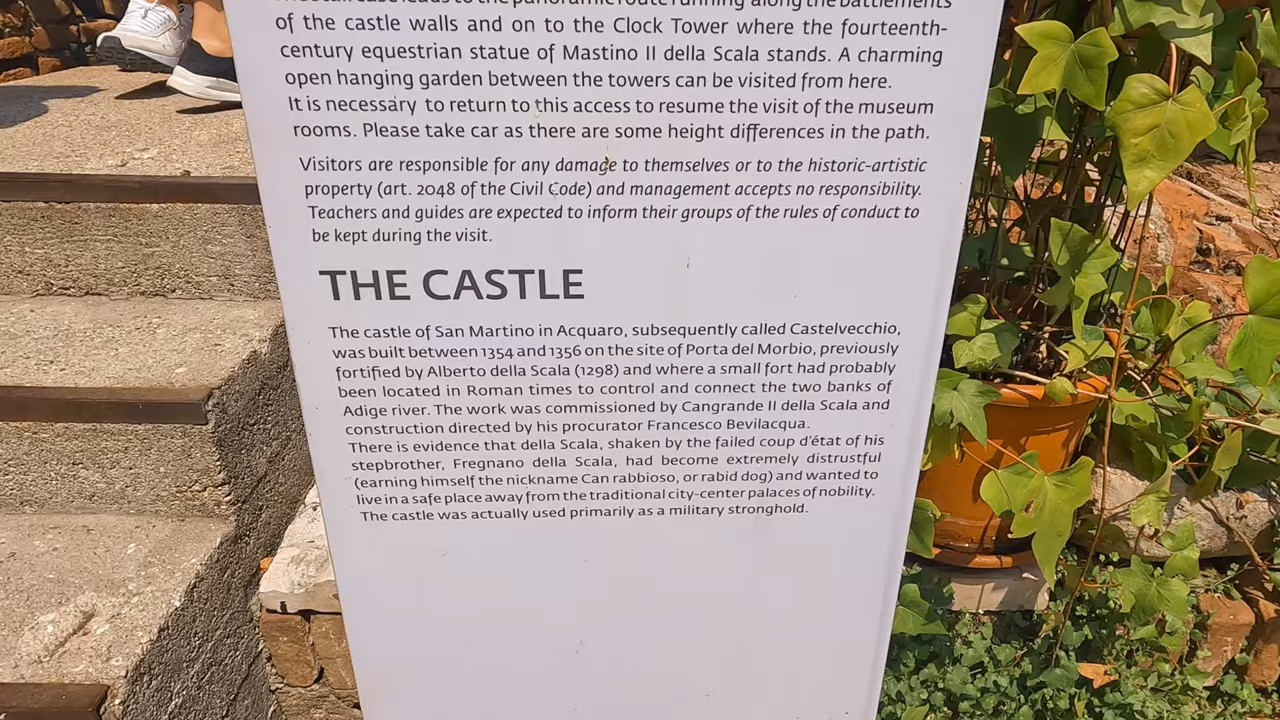 staircase leads to the panoramic route running along the battlements
of the castle walls and on to the Clock Tower where the fourteenth-
century equestrian statue of Mastino II della Scala stands. A charming
open hanging garden between the towers can be visited from here.
It is necessary to return to this access to resume the visit of the museum
rooms. Please take car as there are some height differences in the path.
Visitors are responsible for any damage to themselves or to the historic-artistic
property (art. 2048 of the Civil Code) and management accepts no responsibility.
Teachers and guides are expected to inform their groups of the rules of conduct to
be kept during the visit.
THE CASTLE
The castle of San Martino in Acquaro, subsequently called Castelvecchio,
was built between 1354 and 1356 on the site of Porta del Morbio, previously
fortified by Alberto della Scala (1298) and where a small fort had probably
been located in Roman times to control and connect the two banks of
Adige river. The work was commissioned by Cangrande II della Scala and
construction directed by his procurator Francesco Bevilacqua.
There is evidence that della Scala, shaken by the failed coup d'état of his
stepbrother, Fregnano della Scala, had become extremely distrustful
(earning himself the nickname Can rabbioso, or rabid dog) and wanted to
live in a safe place away from the traditional city-center palaces of nobility.
The castle was actually used primarily as a military stronghold.